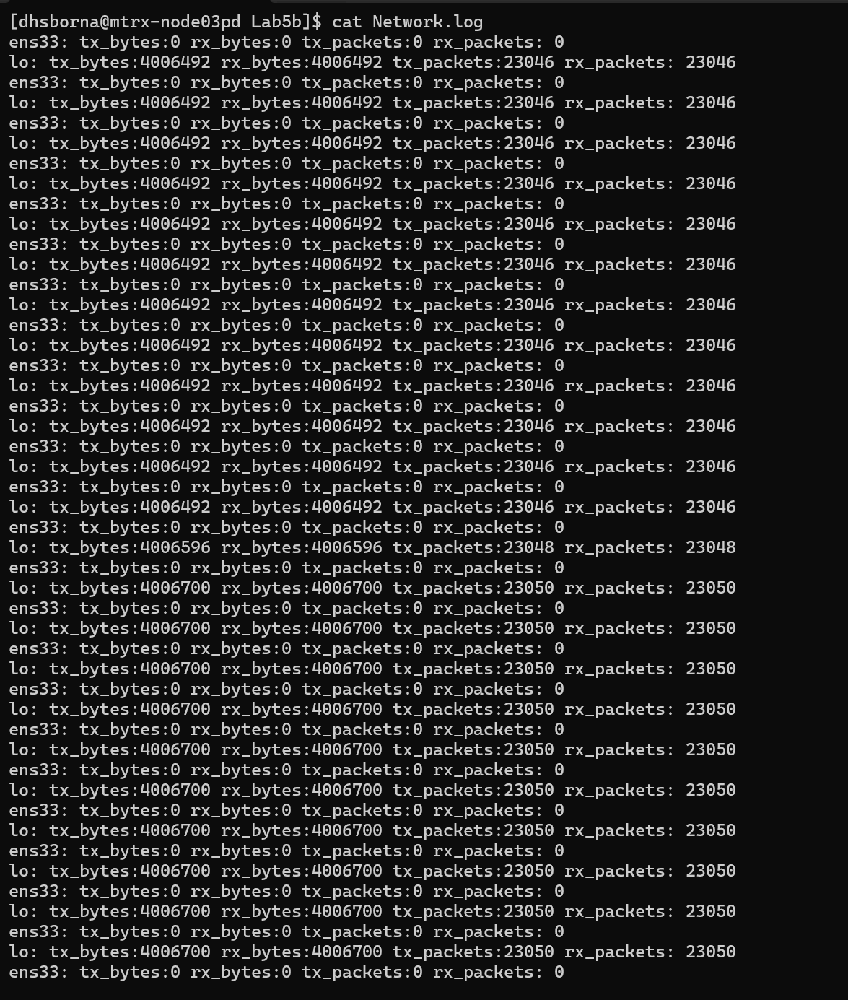 [dhsborna@mtrx-node03pd Lab5b]$ cat Network.log
ens33: tx_bytes:0 rx_bytes:0 tx_packets:0 rx_packets: 0
lo: tx_bytes:4006492 rx_bytes:4006492 tx_packets:23046 rx_packets: 23046
ens33: tx_bytes:0 rx_bytes:0 tx_packets:0 rx_packets: 0
lo: tx_bytes:4006492 rx_bytes:4006492 tx_packets:23046 rx_packets: 23046
ens33: tx_bytes:0 rx_bytes:0 tx_packets:0 rx_packets: 0
lo: tx_bytes:4006492 rx_bytes:4006492 tx_packets:23046 rx_packets: 23046
ens33: tx_bytes:0 rx_bytes:0 tx_packets:0 rx_packets: 0
lo: tx_bytes:4006492 rx_bytes:4006492 tx_packets:23046 rx_packets: 23046
ens33: tx_bytes:0 rx_bytes:0 tx_packets:0 rx_packets: 0
lo: tx_bytes:4006492 rx_bytes:4006492 tx_packets:23046 rx_packets: 23046
ens33: tx_bytes:0 rx_bytes:0 tx_packets:0 rx_packets: 0
lo: tx_bytes:4006492 rx_bytes:4006492 tx_packets:23046 rx_packets: 23046
ens33: tx_bytes:0 rx_bytes:0 tx_packets:0 rx_packets: 0
lo: tx_bytes:4006492 rx_bytes:4006492 tx_packets:23046 rx_packets: 23046
ens33: tx_bytes:0 rx_bytes:0 tx_packets:0 rx_packets: 0
lo: tx_bytes:4006492 rx_bytes:4006492 tx_packets:23046 rx_packets: 23046
ens33: tx_bytes:0 rx_bytes:0 tx_packets:0 rx_packets: 0
lo: tx_bytes:4006492 rx_bytes:4006492 tx_packets:23046 rx_packets: 23046
ens33: tx_bytes:0 rx_bytes:0 tx_packets:0 rx_packets: 0
lo: tx_bytes:4006492 rx_bytes:4006492 tx_packets:23046 rx_packets: 23046
ens33: tx_bytes:0 rx_bytes:0 tx_packets:0 rx_packets: 0
lo: tx_bytes:4006492 rx_bytes:4006492 tx_packets:23046 rx_packets: 23046
ens33: tx_bytes:0 rx_bytes:0 tx_packets:0 rx_packets: 0
lo: tx_bytes:4006492 rx_bytes:4006492 tx_packets:23046 rx_packets: 23046
ens33: tx_bytes:0 rx_bytes:0 tx_packets:0 rx_packets: 0
lo: tx_bytes:4006596 rx_bytes:4006596 tx_packets:23048 rx_packets: 23048
ens33: tx_bytes:0 rx_bytes:0 tx_packets:0 rx_packets: 0
lo: tx_bytes:4006700 rx_bytes:4006700 tx_packets:23050 rx_packets: 23050
ens33: tx_bytes:0 rx_bytes:0 tx_packets:0 rx_packets: 0
lo: tx_bytes:4006700 rx_bytes:4006700 tx_packets:23050 rx_packets: 23050
ens33: tx_bytes:0 rx_bytes:0 tx_packets:0 rx_packets: 0
lo: tx_bytes:4006700 rx_bytes:4006700 tx_packets:23050 rx_packets: 23050
ens33: tx_bytes:0 rx_bytes:0 tx_packets:0 rx_packets: 0
lo: tx_bytes:4006700 rx_bytes:4006700 tx_packets:23050 rx_packets: 23050
ens33: tx_bytes:0 rx_bytes:0 tx_packets:0 rx_packets: 0
lo: tx_bytes:4006700 rx_bytes:4006700 tx_packets:23050 rx_packets: 23050
ens33: tx_bytes:0 rx_bytes:0 tx_packets:0 rx_packets: 0
lo: tx_bytes:4006700 rx_bytes:4006700 tx_packets:23050 rx_packets: 23050
ens33: tx_bytes:0 rx_bytes:0 tx_packets:0 rx_packets: 0
lo: tx_bytes:4006700 rx_bytes:4006700 tx_packets:23050 rx_packets: 23050
ens33: tx_bytes:0 rx_bytes:0 tx_packets:0 rx_packets: 0
lo: tx_bytes:4006700 rx_bytes:4006700 tx_packets:23050 rx_packets: 23050
ens33: tx_bytes:0 rx_bytes:0 tx_packets:0 rx_packets: 0
lo: tx_bytes:4006700 rx_bytes:4006700 tx_packets:23050 rx_packets: 23050
ens33: tx_bytes:0 rx_bytes:0 tx_packets:0 rx_packets: 0
lo: tx_bytes:4006700 rx_bytes:4006700 tx_packets:23050 rx_packets: 23050
ens33: tx_bytes:0 rx_bytes:0 tx_packets:0 rx_packets: 0